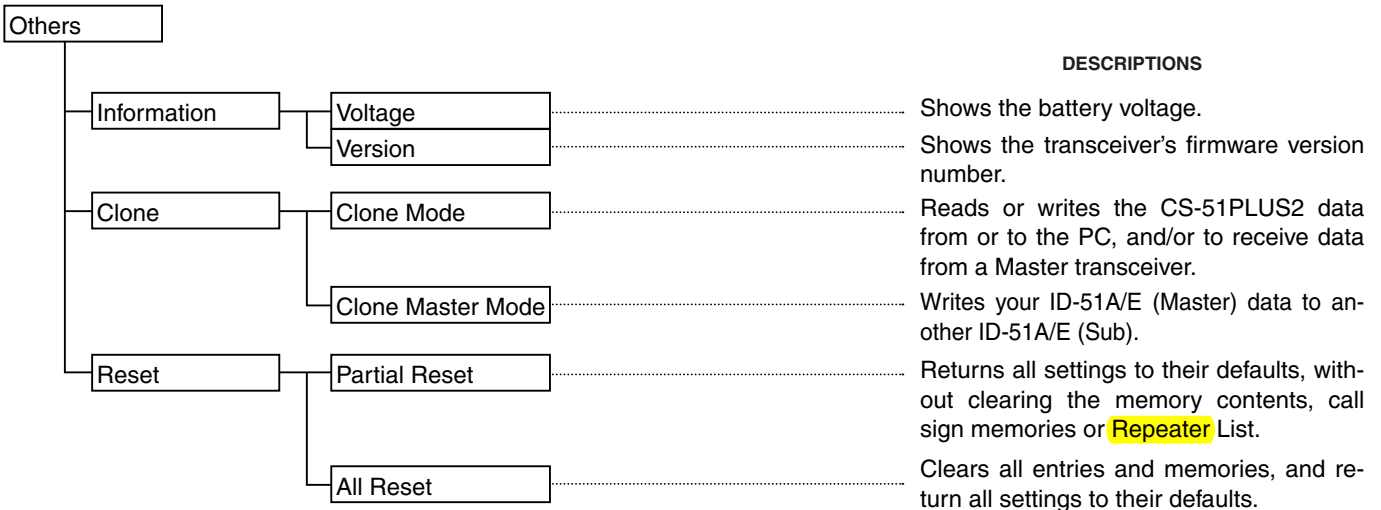 Others
DESCRIPTIONS
Information
Voltage
Shows the battery voltage.
Version
Shows the transceiver's firmware version
number.
Clone
Clone Mode
Reads or writes the CS-51PLUS2 data
from or to the PC, and/or to receive data
from a Master transceiver.
Clone Master Mode
Writes your ID-51A/E (Master) data to an-
other ID-51A/E (Sub).
Reset
Partial Reset
Returns all settings to their defaults, with-
out clearing the memory contents, call
sign memories or Repeater List.
All Reset
Clears all entries and memories, and re-
turn all settings to their defaults.